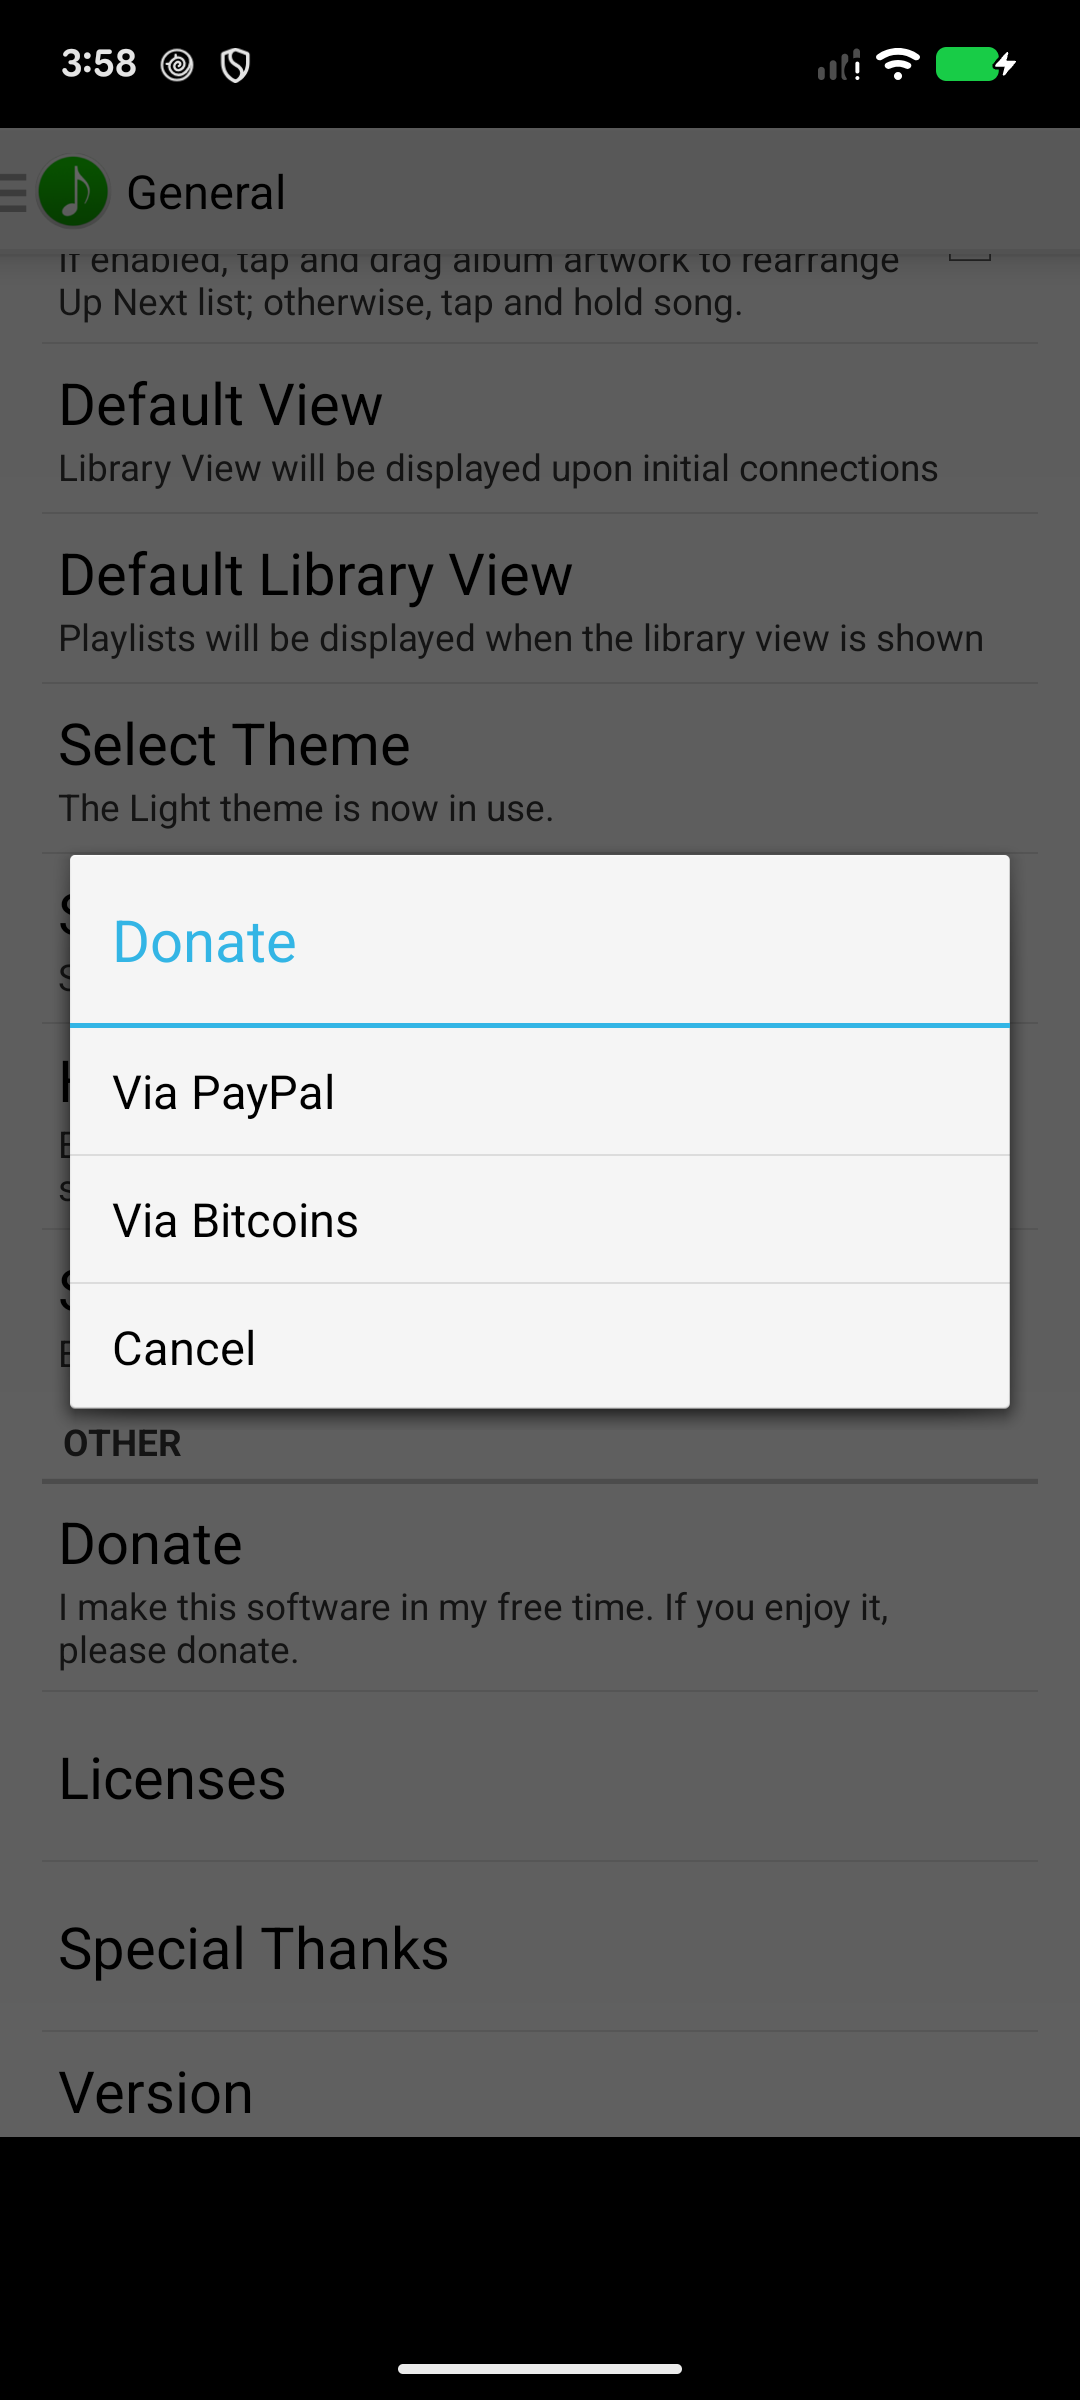 3:58
General
If enabled, tap and drag album artwork to rearrange
Up Next list; otherwise, tap and hold song.
Default View
Library View will be displayed upon initial connections
Default Library View
Playlists will be displayed when the library view is shown
Select Theme
The Light theme is now in use.
Donate
Via PayPal
Via Bitcoins
Cancel
OTHER
Donate
I make this software in my free time. If you enjoy it,
please donate.
Licenses
Special Thanks
Version